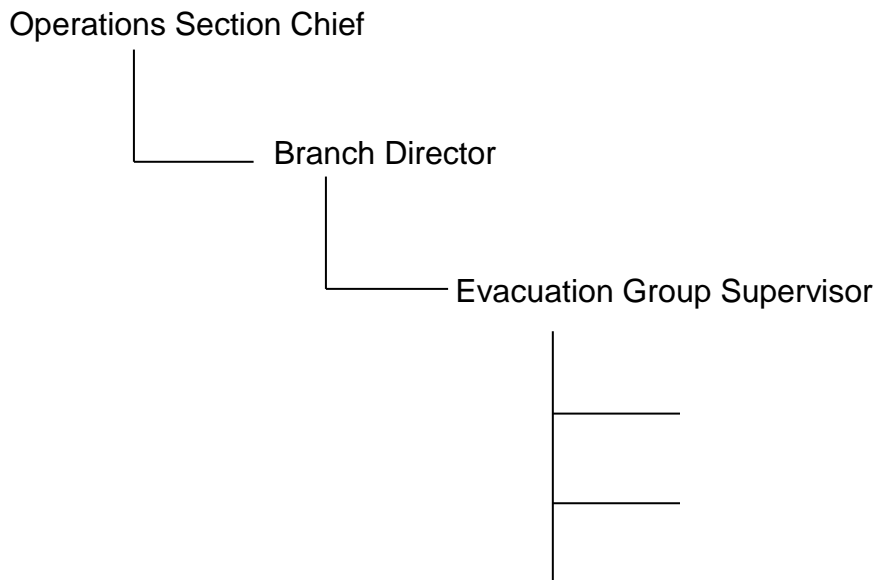 Operations Section Chief
Branch Director
Evacuation Group Supervisor